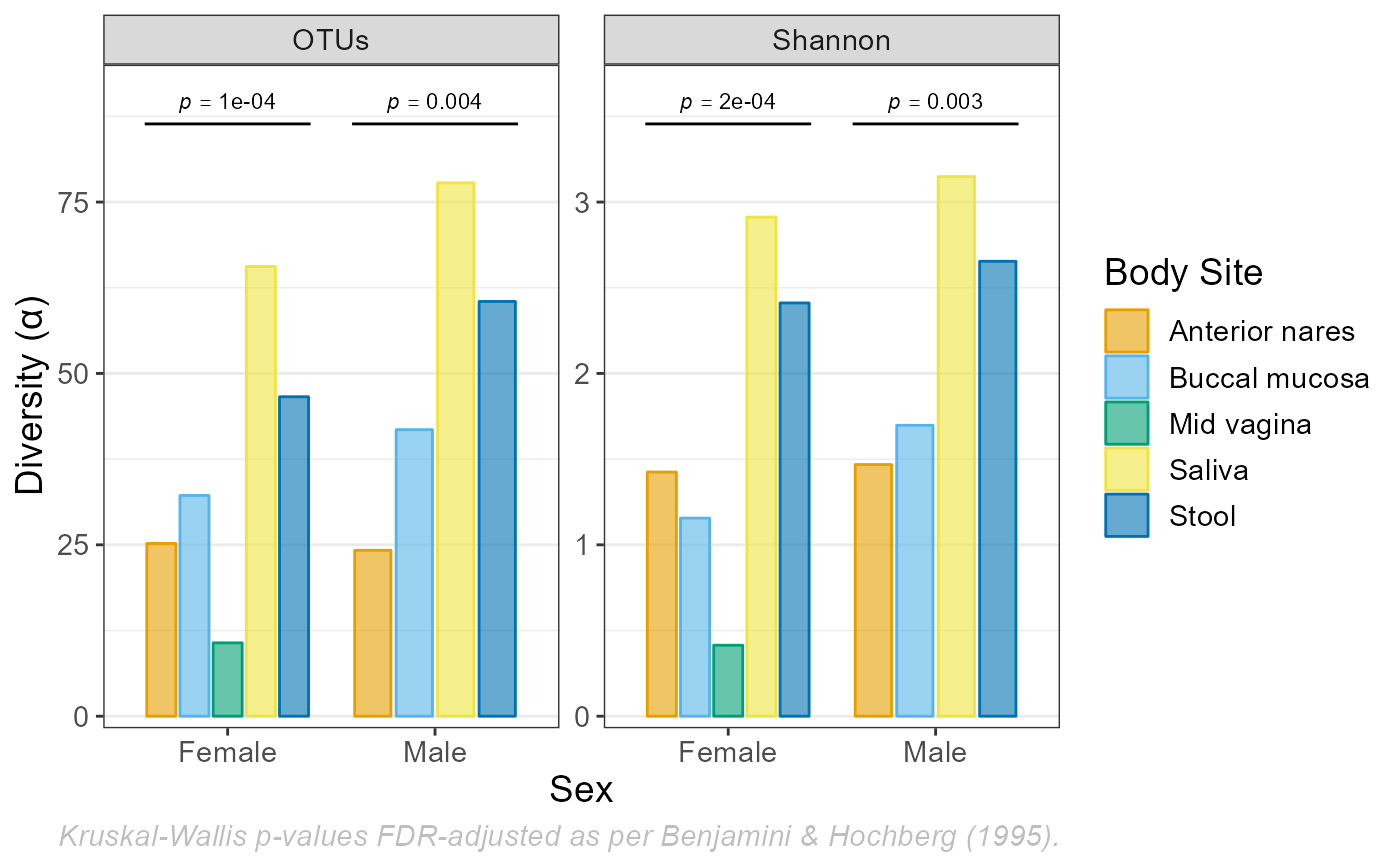 OTUs
Shannon
p = 1e-04
p = 0.004
p = 2e-04
p = 0.003
Diversity (α)
75
50
25
0
3
2
1
0
Female
Male
Female
Male
Sex
Body Site
Anterior nares
Buccal mucosa
Mid vagina
Saliva
Stool
Kruskal-Wallis p-values FDR-adjusted as per Benjamini & Hochberg (1995).